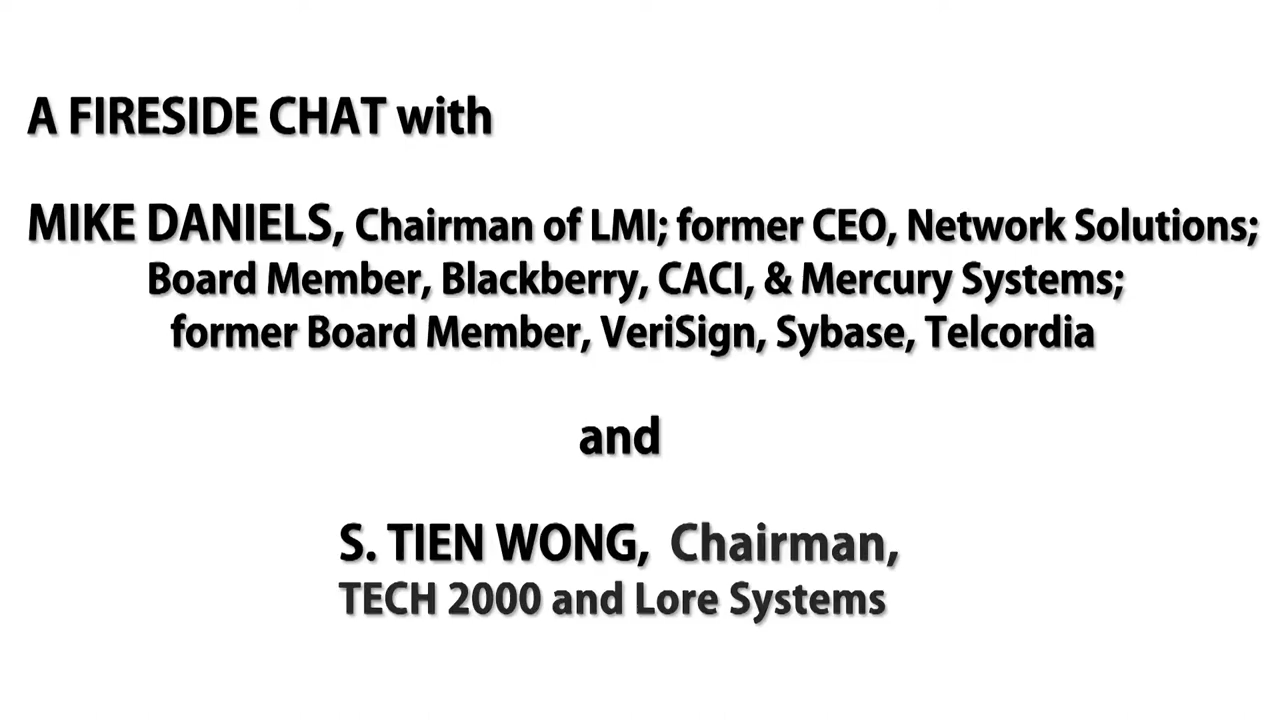 A FIRESIDE CHAT with
MIKE DANIELS, Chairman of LMI; former CEO, Network Solutions;
Board Member, Blackberry, CACI, & Mercury Systems;
former Board Member, VeriSign, Sybase, Telcordia
and
S. TIEN WONG, Chairman,
TECH 2000 and Lore Systems